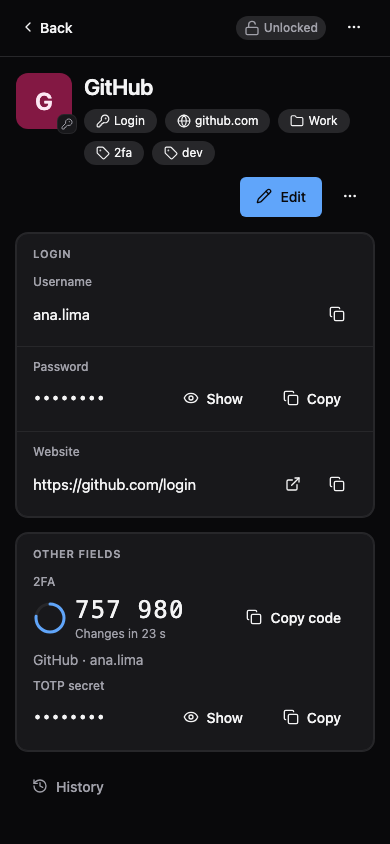 Back
Unlocked
G
GitHub
Login
github.com
Work
2fa
dev
Edit
LOGIN
Username
ana.lima
Password
••••••••
Show
Copy
Website
https://github.com/login
OTHER FIELDS
2FA
757 980
Changes in 23 s
Copy code
GitHub · ana.lima
TOTP secret
••••••••
Show
Copy
History